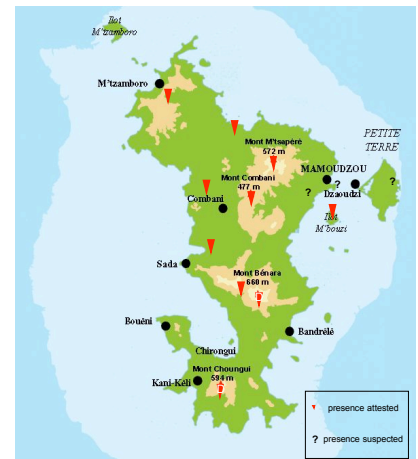 Ilot
M'tzamboro
M'tzamboro
Mont M'tsapéré
572 m
PETITE
TERRE
MAMOUDZOU
?
?
?
Dzaoudzi
Mont Combani
477 m
Combani
Ilot
M'bouzi
Sada
Mont Bénara
660 m
D
Bandrélé
Bouéni
Chirongui
Mont Choungui
594 m
Kani-Kéli
D
presence attested
? presence suspected